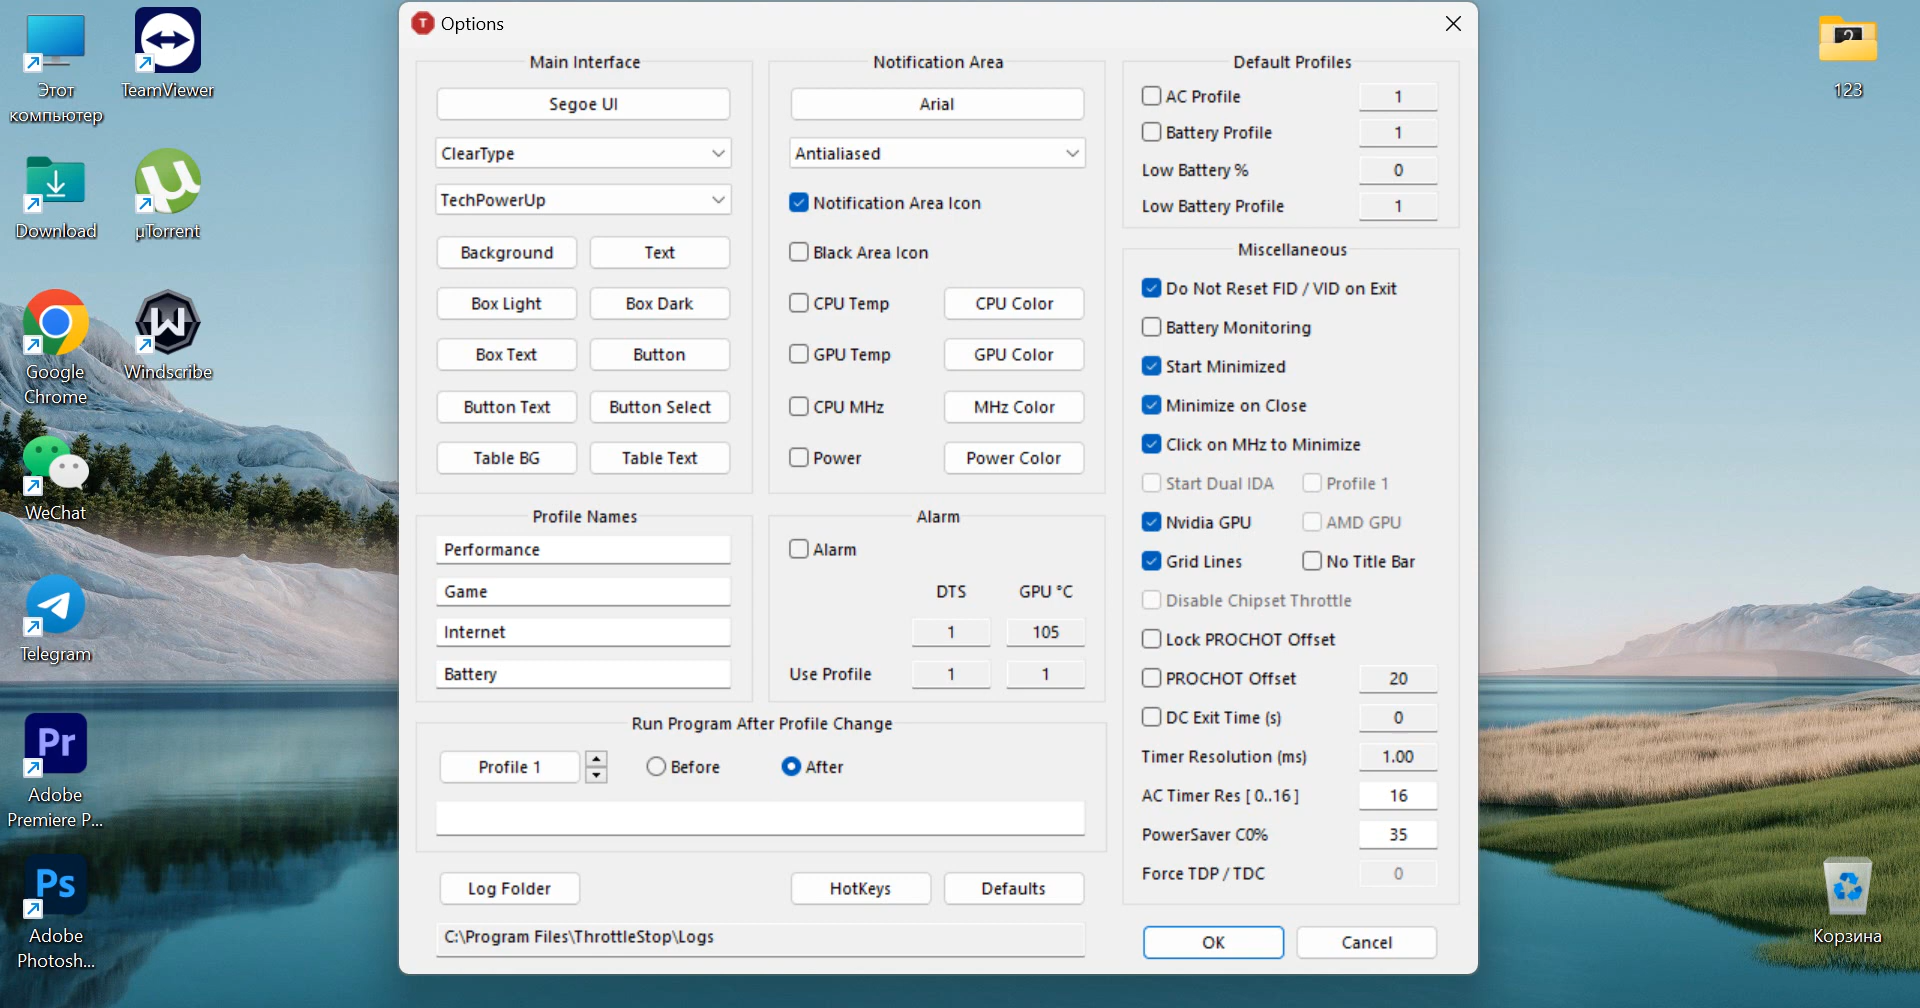 Этот
компьютер
TeamViewer
Download
µTorrent
Google
Chrome
Windscribe
WeChat
Telegram
Pr
Adobe
Premiere P...
Ps
Adobe
Photosh...
T Options
Main Interface
Segoe UI
ClearType
TechPowerUp
Background Text
Box Light Box Dark
Box Text Button
Button Text Button Select
Table BG Table Text
Notification Area
Arial
Antialiased
Notification Area Icon
Black Area Icon
CPU Temp CPU Color
GPU Temp GPU Color
CPU MHz MHz Color
Power Power Color
Default Profiles
AC Profile 1
Battery Profile 1
Low Battery % 0
Low Battery Profile 1
Profile Names
Performance
Game
Internet
Battery
Alarm
Alarm
DTS GPU °C
1 105
Use Profile 1 1
Run Program After Profile Change
Profile 1 Before After
Log Folder HotKeys Defaults
C:\Program Files\ThrottleStop\Logs
Miscellaneous
Do Not Reset FID / VID on Exit
Battery Monitoring
Start Minimized
Minimize on Close
Click on MHz to Minimize
Start Dual IDA Profile 1
Nvidia GPU AMD GPU
Grid Lines No Title Bar
Disable Chipset Throttle
Lock PROCHOT Offset
PROCHOT Offset 20
DC Exit Time (s) 0
Timer Resolution (ms) 1.00
AC Timer Res [ 0..16 ] 16
PowerSaver C0% 35
Force TDP / TDC 0
OK Cancel
2
123
Корзина